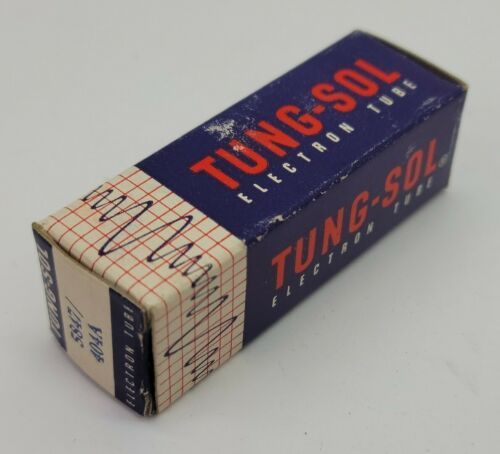 TUNG-SOL
ELECTRON TUBE
TUNG-SOL®
ELECTRON TUBE
TUNG-SOL
5847/
404A
ELECTRON TUBE